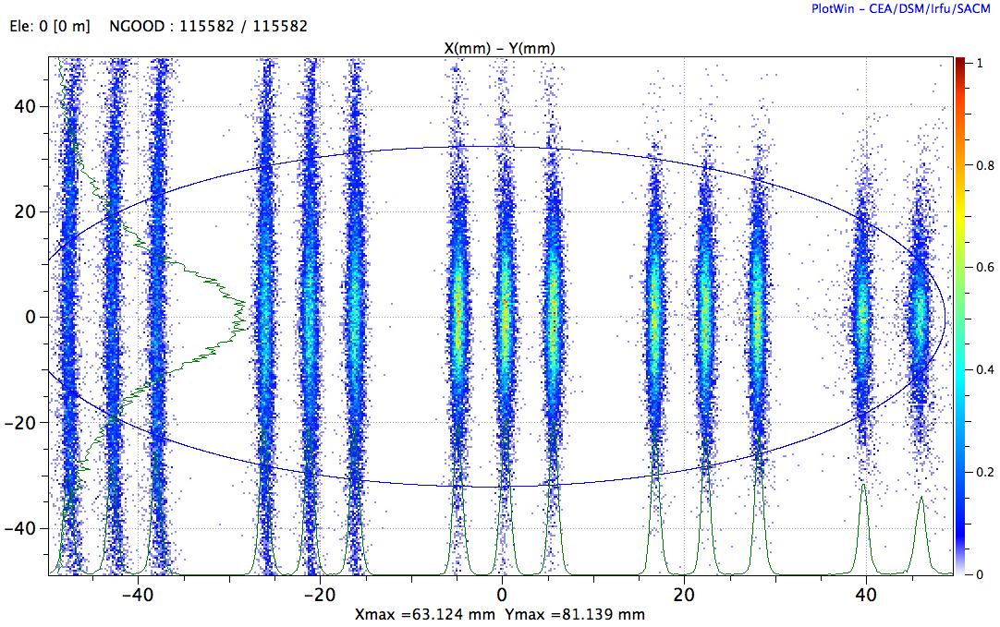 PlotWin - CEA/DSM/Irfu/SACM
Ele: 0 [0 m] NGOOD : 115582 / 115582
X(mm) - Y(mm)
40
20
0
-20
-40
1
0.8
0.6
0.4
0.2
0
-40 -20 0 20 40
Xmax =63.124 mm Ymax =81.139 mm